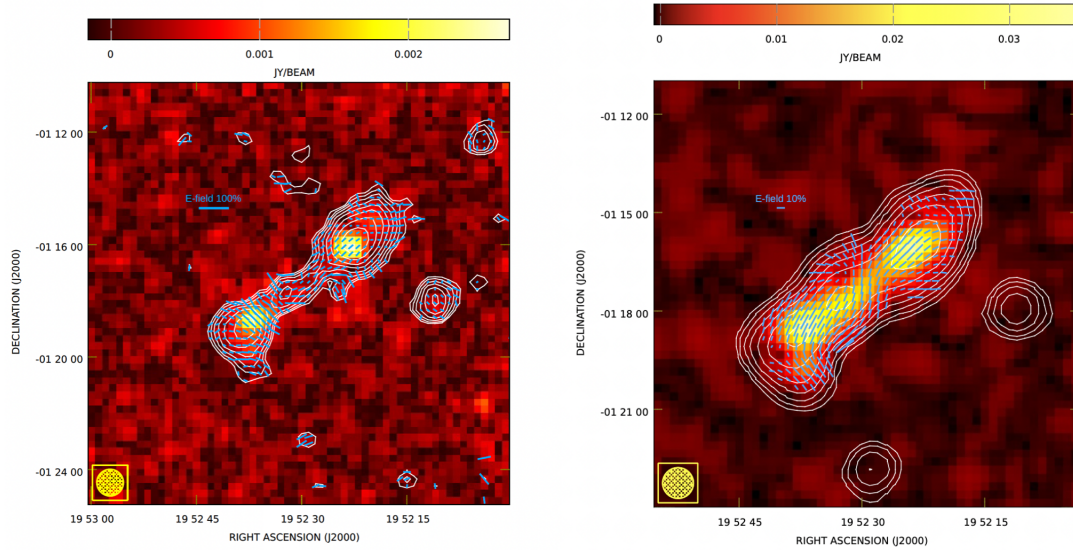 0 0.001 0.002
JY/BEAM
-01 12 00
E-field 100%
-01 16 00
DECLINATION (J2000)
-01 20 00
-01 24 00
19 53 00 19 52 45 19 52 30 19 52 15
RIGHT ASCENSION (J2000)
0 0.01 0.02 0.03
JY/BEAM
-01 12 00
E-field 10%
-01 15 00
DECLINATION (J2000)
-01 18 00
-01 21 00
19 52 45 19 52 30 19 52 15
RIGHT ASCENSION (J2000)